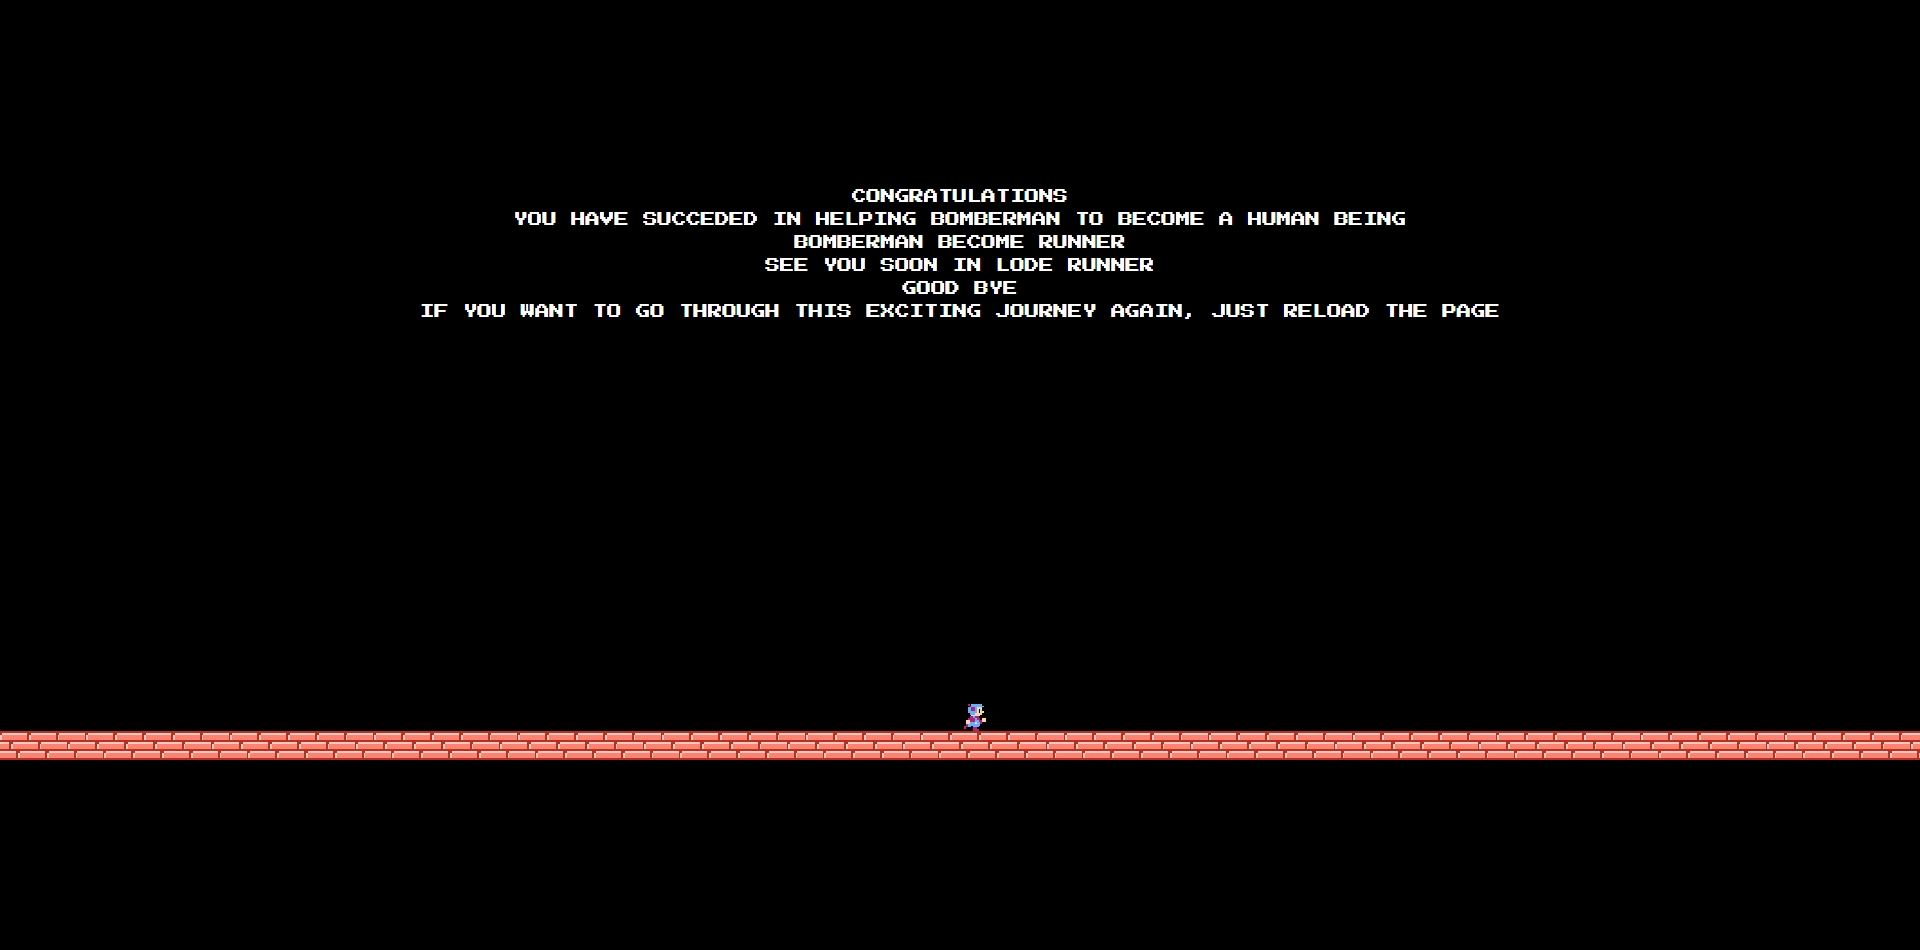 CONGRATULATIONS
YOU HAVE SUCCEDED IN HELPING BOMBERMAN TO BECOME A HUMAN BEING
BOMBERMAN BECOME RUNNER
SEE YOU SOON IN LODE RUNNER
GOOD BYE
IF YOU WANT TO GO THROUGH THIS EXCITING JOURNEY AGAIN, JUST RELOAD THE PAGE